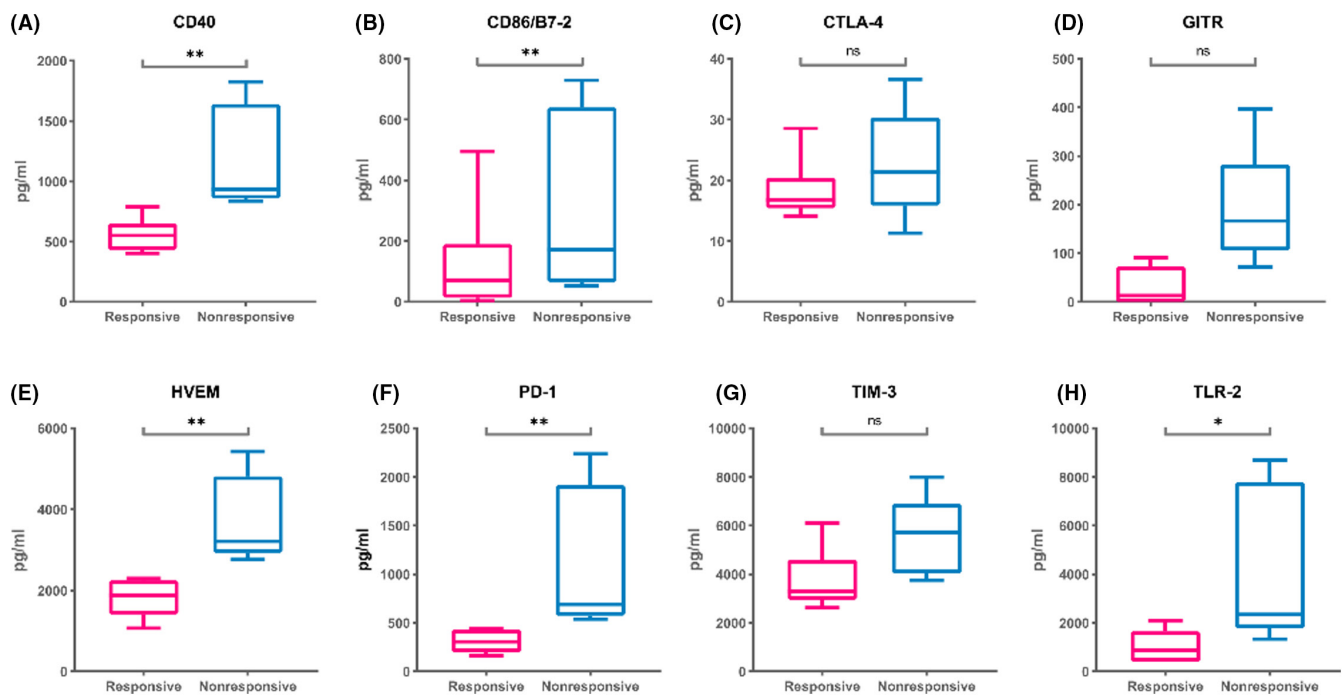 (A) CD40
**
2000
1500
1000
500
0
pg/ml
Responsive Nonresponsive
(B) CD86/B7-2
**
800
600
400
200
0
pg/ml
Responsive Nonresponsive
(C) CTLA-4
ns
40
30
20
10
0
pg/ml
Responsive Nonresponsive
(D) GITR
ns
500
400
300
200
100
0
pg/ml
Responsive Nonresponsive
(E) HVEM
**
6000
4000
2000
0
pg/ml
Responsive Nonresponsive
(F) PD-1
**
2500
2000
1500
1000
500
0
pg/ml
Responsive Nonresponsive
(G) TIM-3
ns
10000
8000
6000
4000
2000
0
pg/ml
Responsive Nonresponsive
(H) TLR-2
*
10000
8000
6000
4000
2000
0
pg/ml
Responsive Nonresponsive